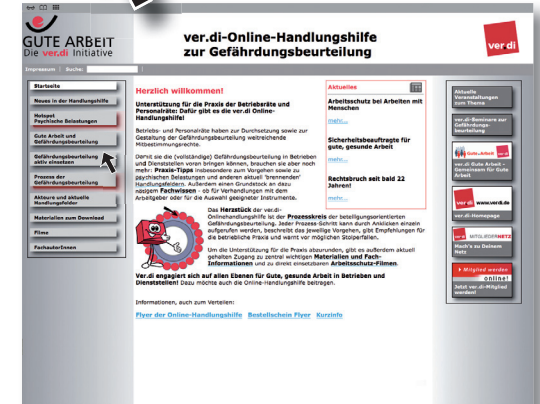 GUTE ARBEIT
Die ver.di Initiative
ver.di-Online-Handlungshilfe
zur Gefährdungsbeurteilung
ver.di
Impressum | Suche:
Startseite
Neues in der Handlungshilfe
Hotspot
Psychische Belastungen
Gute Arbeit und
Gefährdungsbeurteilung
Gefährdungsbeurteilung
aktiv einsetzen
Prozess der
Gefährdungsbeurteilung
Akteure und aktuelle
Handlungsfelder
Materialien zum Download
Filme
FachautorInnen
Herzlich willkommen!
Unterstützung für die Praxis der Betriebsräte und
Personalräte: Dafür gibt es die ver.di Online-
Handlungshilfe!
Betriebs- und Personalräte haben zur Durchsetzung sowie zur
Gestaltung der Gefährdungsbeurteilung weitreichende
Mitbestimmungsrechte.
Damit sie die (vollständige) Gefährdungsbeurteilung in Betrieben
und Dienststellen voran bringen können, brauchen sie aber noch
mehr: Praxis-Tipps insbesondere zum Vorgehen sowie zu
psychischen Belastungen und anderen aktuell 'brennenden'
Handlungsfeldern. Außerdem einen Grundstock an dazu
nötigem Fachwissen - ob für Verhandlungen mit dem
Arbeitgeber oder für die Auswahl geeigneter Instrumente.
Das Herzstück der ver.di-
Onlinehandlungshilfe ist der Prozesskreis der beteiligungsorientierten
Gefährdungsbeurteilung. Jeder Prozess-Schritt kann durch Anklicken einzeln
aufgerufen werden, beschreibt das jeweilige Vorgehen, gibt Empfehlungen für
die betriebliche Praxis und warnt vor möglichen Stolperfallen.
Um die Unterstützung für die Praxis abzurunden, gibt es außerdem aktuell
gehalten Zugang zu zentral wichtigen Materialien und Fach-
Informationen und zu direkt einsetzbaren Arbeitsschutz-Filmen.
Ver.di engagiert sich auf allen Ebenen für Gute, gesunde Arbeit in Betrieben und
Dienststellen! Dazu möchte auch die Online-Handlungshilfe beitragen.
Informationen, auch zum Verteilen:
Flyer der Online-Handlungshilfe Bestellschein Flyer Kurzinfo
Aktuelles
Arbeitsschutz bei Arbeiten mit
Menschen
mehr...
Sicherheitsbeauftragte für
gute, gesunde Arbeit
mehr...
Rechtsbruch seit bald 22
Jahren!
mehr...
Aktuelle
Veranstaltungen
zum Thema
ver.di-Seminare zur
Gefährdungs-
beurteilung
Gute Arbeit
ver.di Gute Arbeit -
Gemeinsam für Gute
Arbeit
www.verdi.de
ver.di-Homepage
MITGLIEDERNETZ
Mach's zu Deinem
Netz
Mitglied werden
online!
Jetzt ver.di-Mitglied
werden!